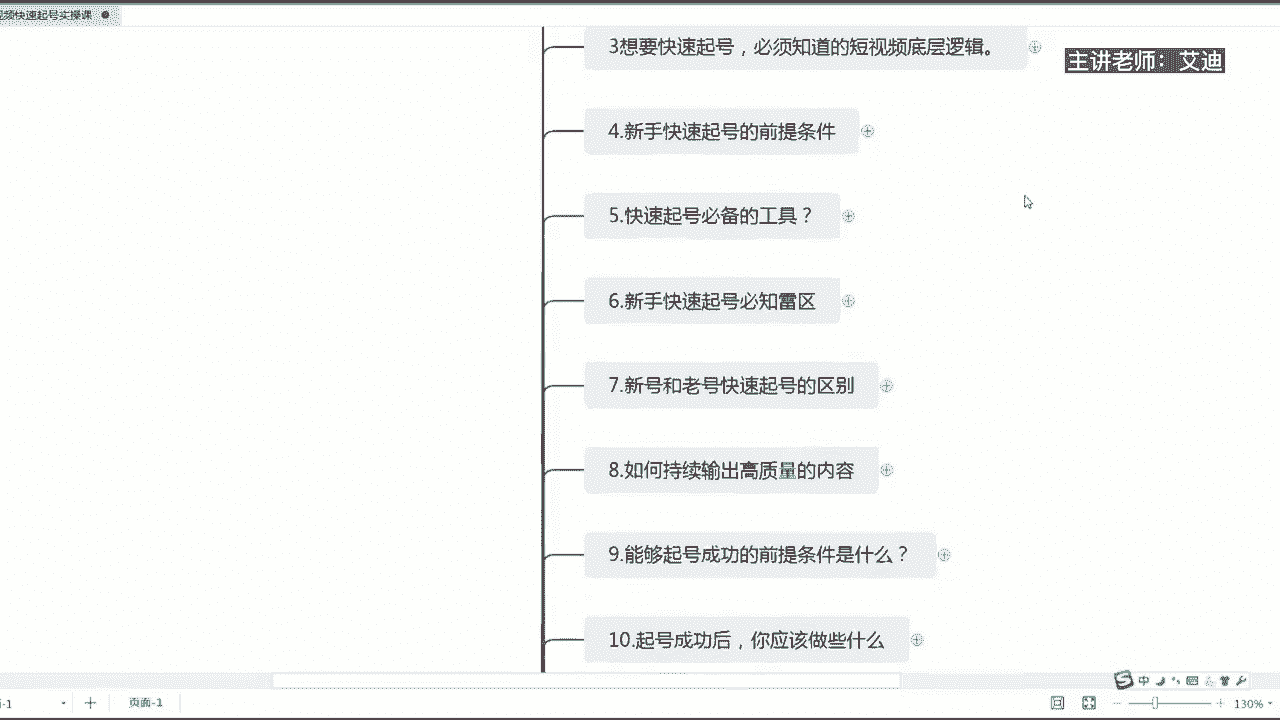 视频快速起号实操课
3想要快速起号，必须知道的短视频底层逻辑。
主讲老师：艾迪
4.新手快速起号的前提条件
5.快速起号必备的工具？
6.新手快速起号必知雷区
7.新号和老号快速起号的区别
8.如何持续输出高质量的内容
9.能够起号成功的前提条件是什么？
10.起号成功后，你应该做些什么
中
-1
页面-1
130%